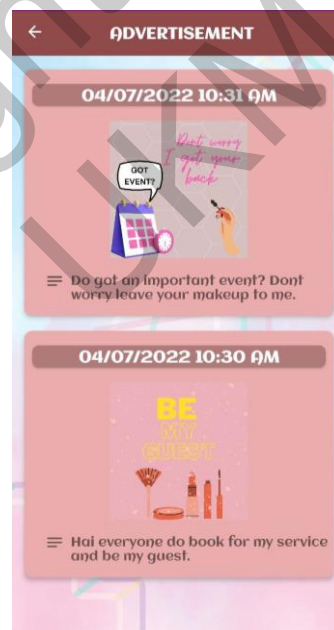 ADVERTISEMENT
04/07/2022 10:31 AM
Dont worry
I got your
back
GOT
EVENT?
Do got an important event? Dont
worry leave your makeup to me.
04/07/2022 10:30 AM
BE
MY
GUEST
Hai everyone do book for my service
and be my guest.
UKM